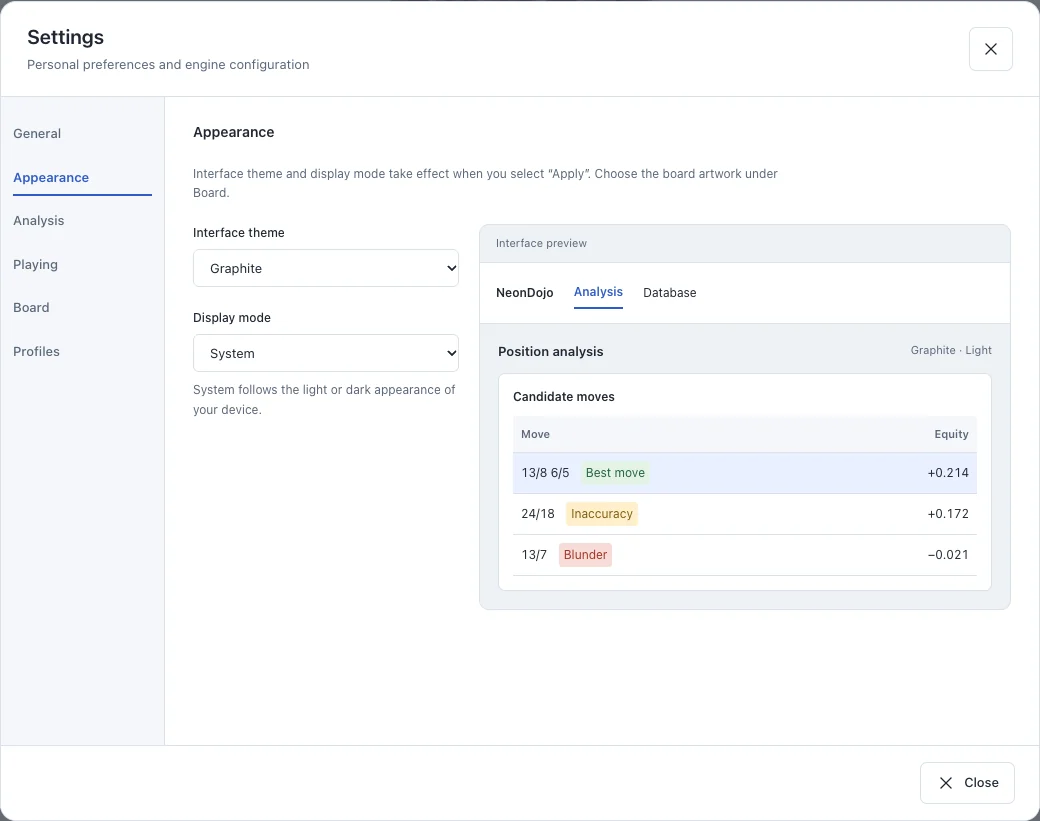 Settings
Personal preferences and engine configuration
General
Appearance
Analysis
Playing
Board
Profiles
Appearance
Interface theme and display mode take effect when you select “Apply”. Choose the board artwork under
Board.
Interface theme
Graphite
Display mode
System
System follows the light or dark appearance of
your device.
Interface preview
NeonDojo Analysis Database
Position analysis Graphite · Light
Candidate moves
Move Equity
13/8 6/5 Best move +0.214
24/18 Inaccuracy +0.172
13/7 Blunder −0.021
Close